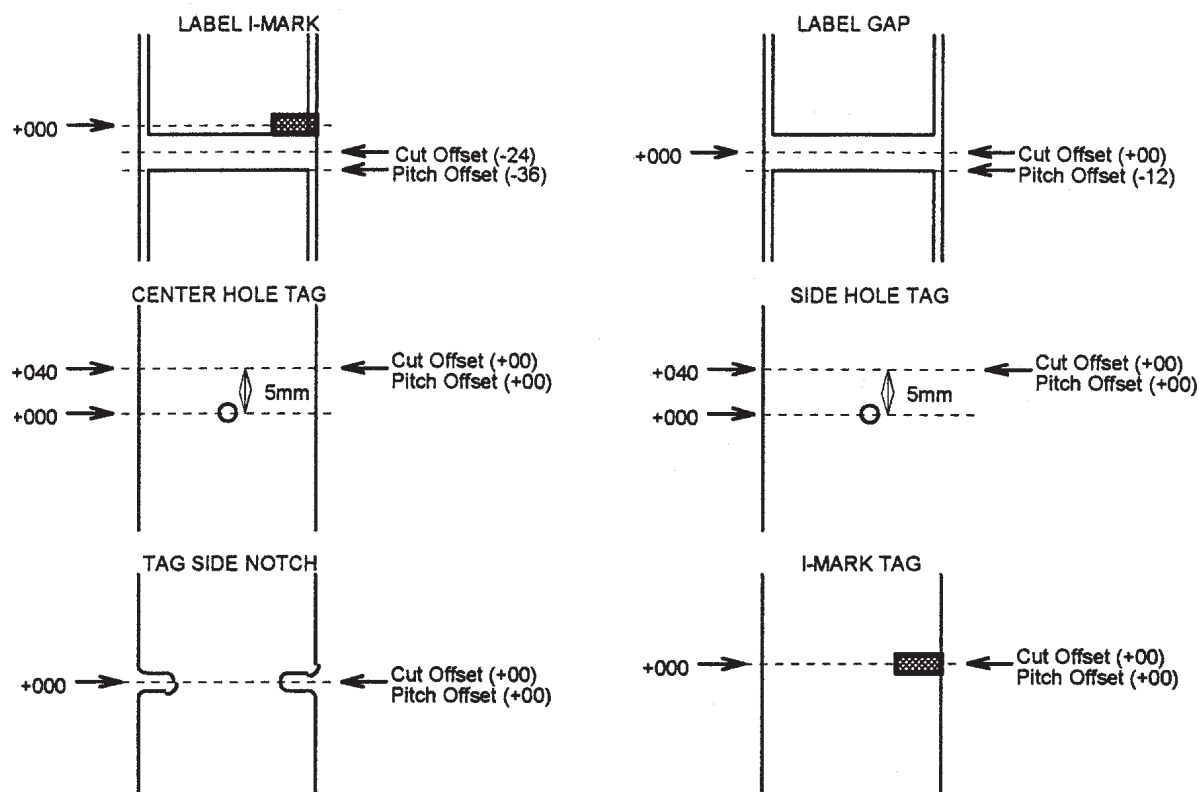 LABEL I-MARK
+000
Cut Offset (-24)
Pitch Offset (-36)
LABEL GAP
+000
Cut Offset (+00)
Pitch Offset (-12)
CENTER HOLE TAG
+040
Cut Offset (+00)
Pitch Offset (+00)
5mm
+000
SIDE HOLE TAG
+040
Cut Offset (+00)
Pitch Offset (+00)
5mm
+000
TAG SIDE NOTCH
+000
Cut Offset (+00)
Pitch Offset (+00)
I-MARK TAG
+000
Cut Offset (+00)
Pitch Offset (+00)